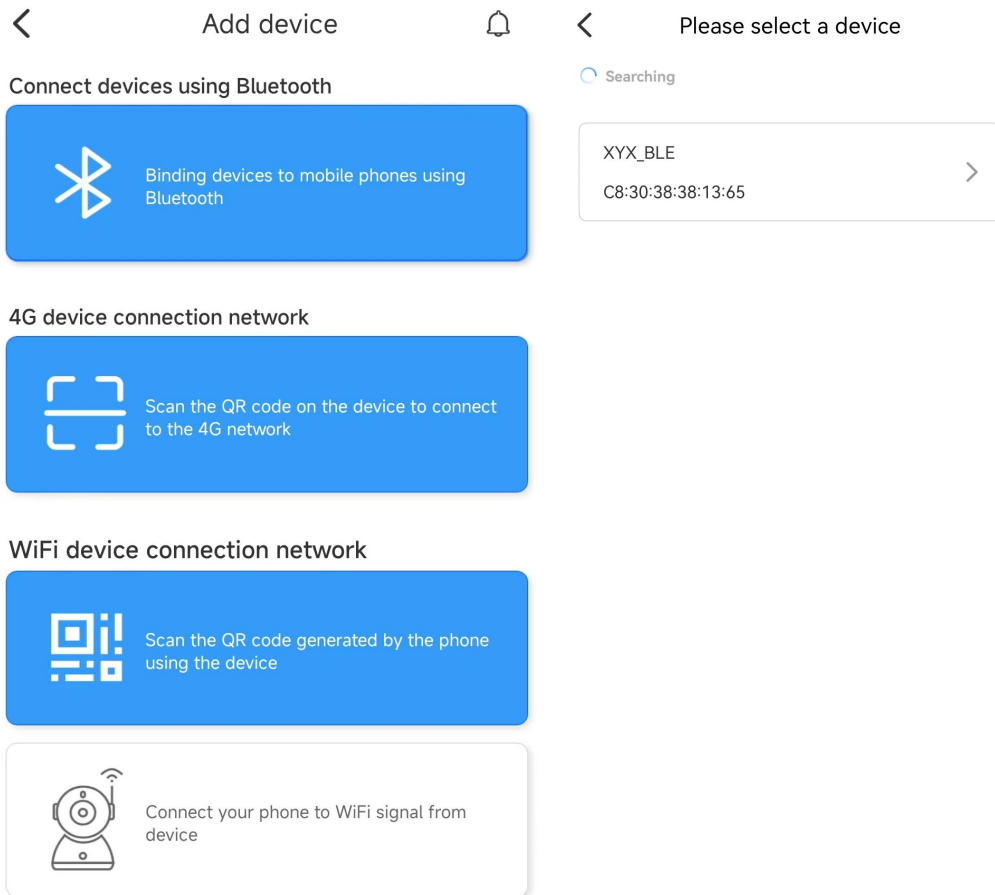 Add device
Connect devices using Bluetooth
Binding devices to mobile phones using
Bluetooth
4G device connection network
Scan the QR code on the device to connect
to the 4G network
WiFi device connection network
Scan the QR code generated by the phone
using the device
Connect your phone to WiFi signal from
device
Please select a device
Searching
XYX_BLE
C8:30:38:38:13:65